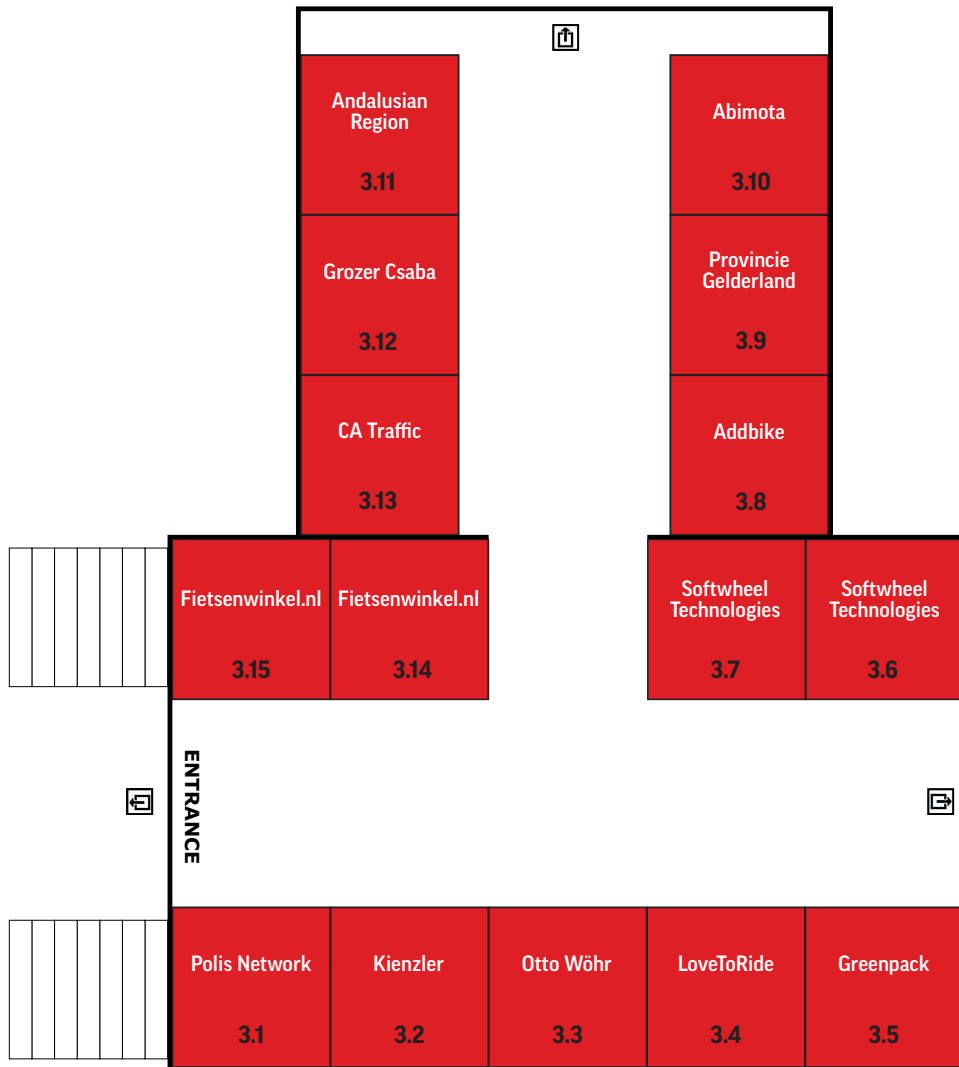 Andalusian
Region
3.11
Abimota
3.10
Grozer Csaba
3.12
Provincie
Gelderland
3.9
CA Traffic
3.13
Addbike
3.8
Fietsenwinkel.nl
3.15
Fietsenwinkel.nl
3.14
Softwheel
Technologies
3.7
Softwheel
Technologies
3.6
ENTRANCE
Polis Network
3.1
Kienzler
3.2
Otto Wöhr
3.3
LoveToRide
3.4
Greenpack
3.5